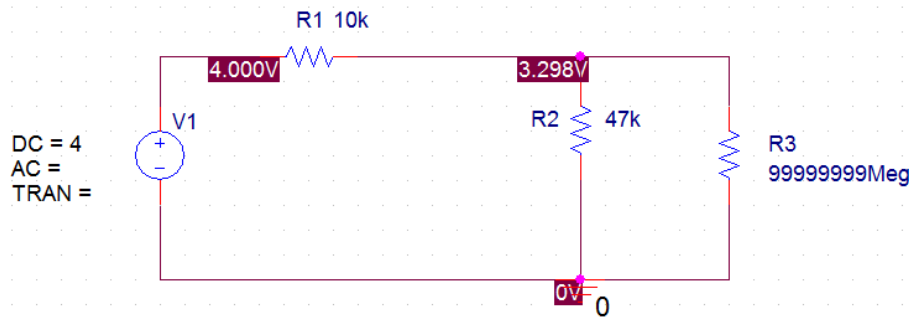 R1 10k
4.000V
3.298V
V1
R2 47k
DC = 4
AC =
TRAN =
R3
99999999Meg
0V
0